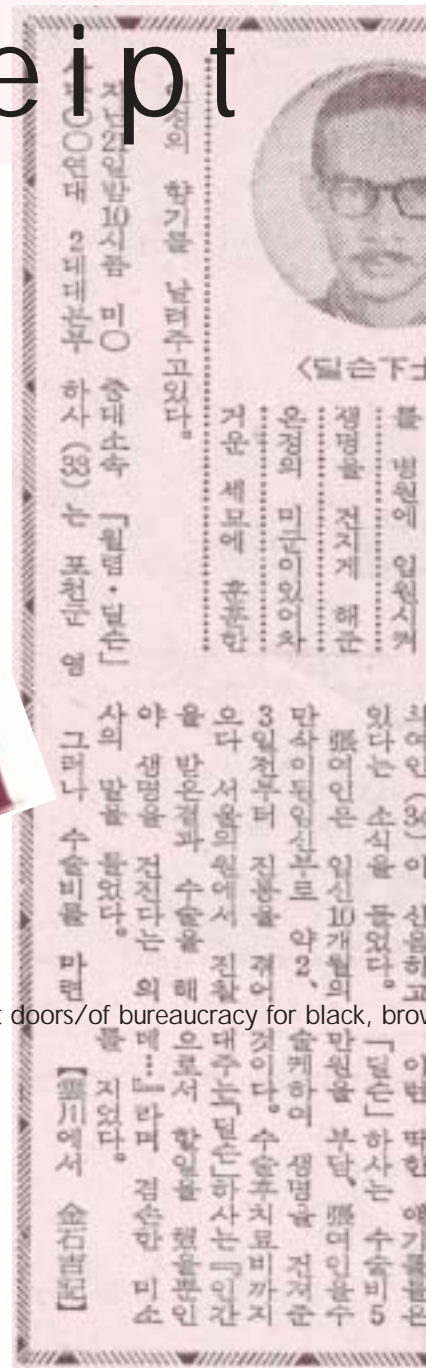 eipt
〈딜슨下士
를 병원에 입원시켜
생명을 건지게 해준
온정의 미군이있어차
거운 세모에 훈훈한
인정의 향기를 날려주고있다。
지난21일밤10시쯤 미○
사단○○연대 2대대본부
중대소속 「윌렴・딜슨」
하사 (33)는 포천군 영
의여인 (34) 이 신음하고
있다는 소식을 들었다。
張여인은 임신10개월의
만삭이된임신부로 약2、
3일전부터 진통을 겪어
오다 서울의원에서 진찰
을 받은결과 수술을 해
야 생명을 건진다는 의
사의 말을 들었다。
그러나 수술비를 마련
doors/of bureaucracy for black, brow
이런 딱한 얘기를들은
「딜슨」하사는 수술비5
만원을 부담、張여인을수
술케하여 생명을 건져준
것이다。수술후치료비까지
대주는「딜슨」하사는『인간
으로서 할일을 했을뿐인
데…』라며 겸손한 미소
를 지었다。
【抱川에서 金石吉記】